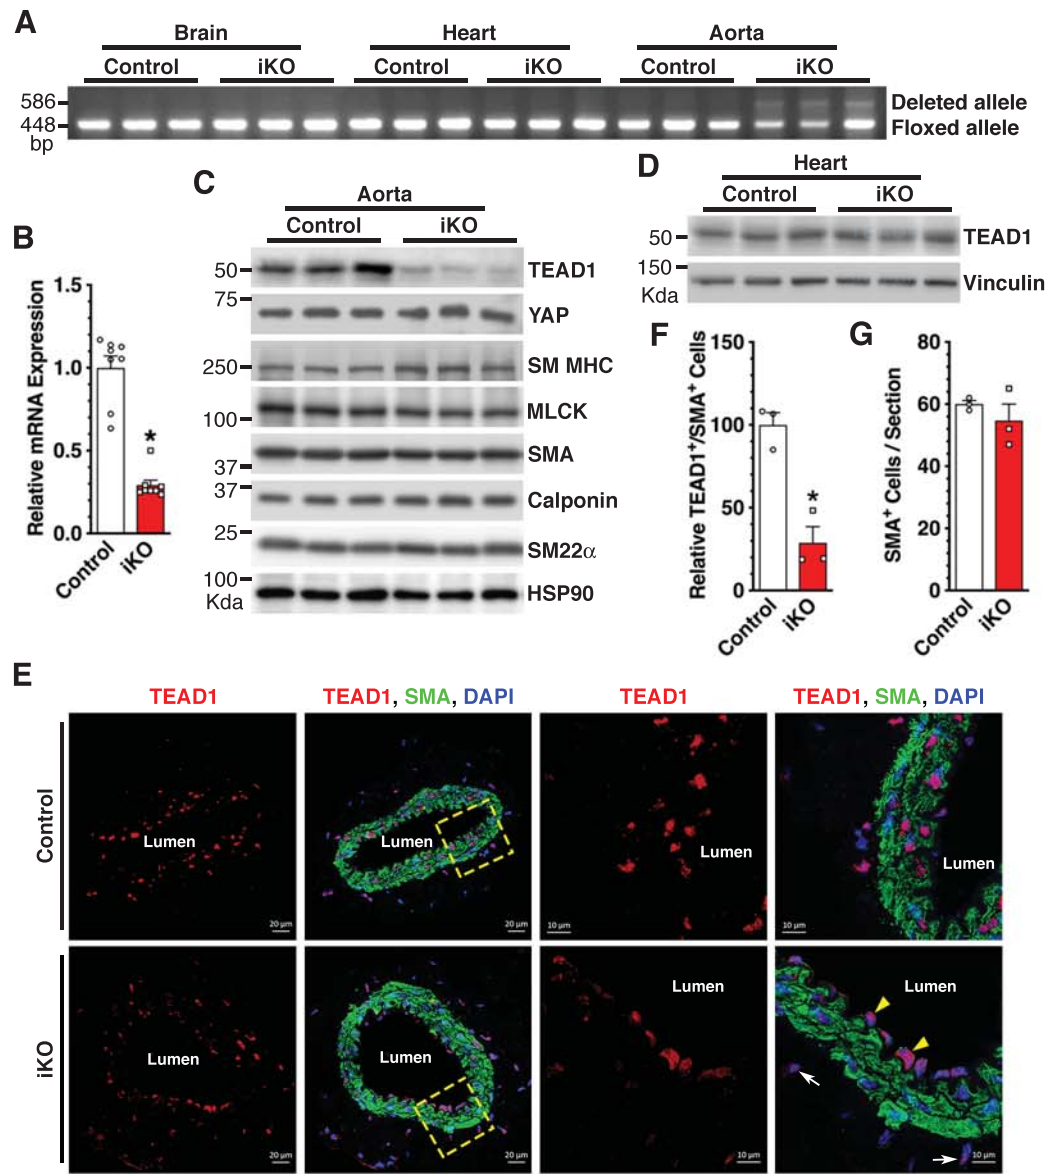 A
Brain Heart Aorta
Control iKO Control iKO Control iKO
586 Deleted allele
448 Floxed allele
bp
B
Relative mRNA Expression
1.5
1.0
0.5
0.0
*
Control iKO
C
Aorta
Control iKO
50 TEAD1
75
YAP
250 SM MHC
MLCK
100
SMA
37
37
Calponin
25
SM22α
100
Kda
HSP90
D
Heart
Control iKO
50 TEAD1
150
Kda
Vinculin
F
Relative TEAD1+/SMA+ Cells
150
100
50
0
*
Control iKO
G
SMA+ Cells / Section
80
60
40
20
0
Control iKO
E
TEAD1 TEAD1, SMA, DAPI TEAD1 TEAD1, SMA, DAPI
Control
Lumen Lumen Lumen Lumen
20 µm 20 µm 10 µm 10 µm
iKO
Lumen Lumen Lumen Lumen
20 µm 20 µm 10 µm 10 µm